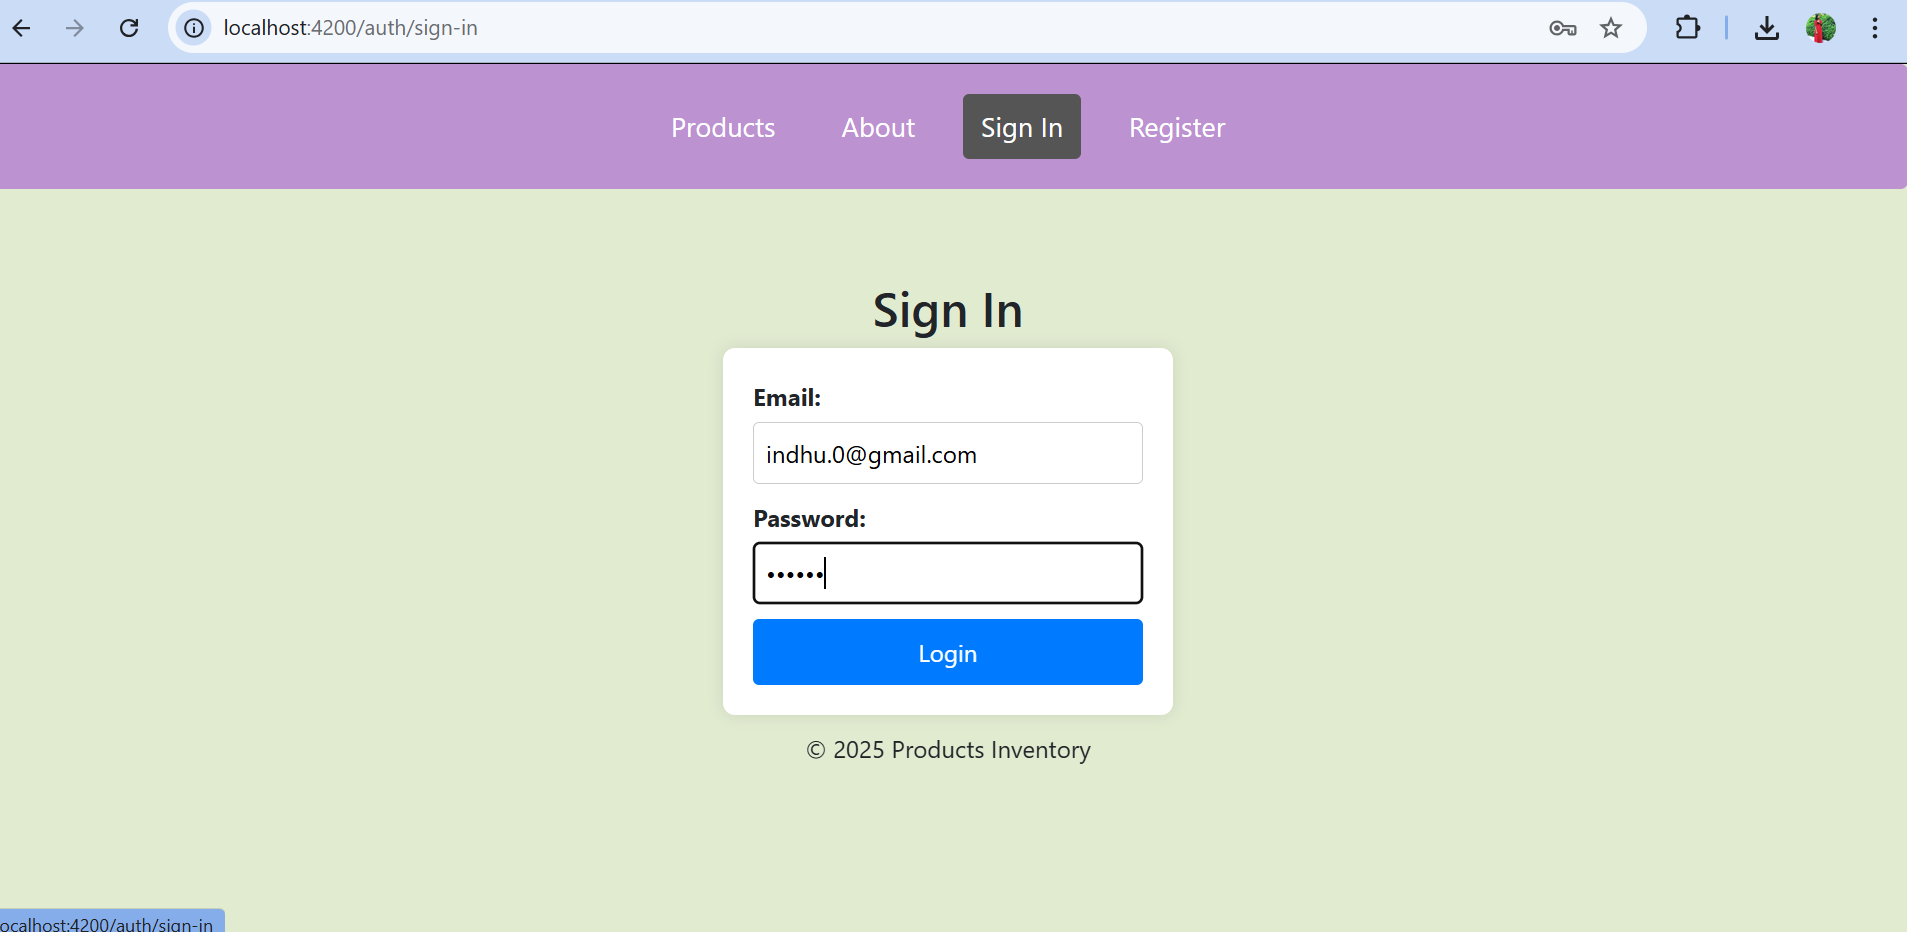 localhost:4200/auth/sign-in
Products About Sign In Register
Sign In
Email:
indhu.0@gmail.com
Password:
••••••
Login
© 2025 Products Inventory
ocalhost:4200/auth/sign-in